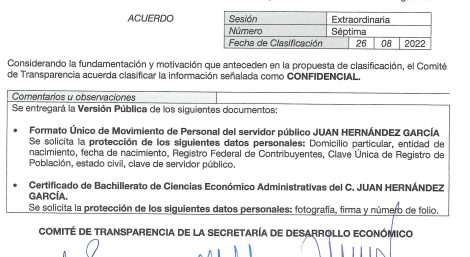 ACUERDO
Sesión Extraordinaria
Número Séptima
Fecha de Clasificación 26 08 2022
Considerando la fundamentación y motivación que anteceden en la propuesta de clasificación, el Comité
de Transparencia acuerda clasificar la información señalada como CONFIDENCIAL.
Comentarios u observaciones
Se entregará la Versión Pública de los siguientes documentos:
• Formato Único de Movimiento de Personal del servidor público JUAN HERNÁNDEZ GARCÍA
Se solicita la protección de los siguientes datos personales: Domicilio particular, entidad de
nacimiento, fecha de nacimiento, Registro Federal de Contribuyentes, Clave Única de Registro de
Población, estado civil, clave de servidor público.
• Certificado de Bachillerato de Ciencias Económico Administrativas del C. JUAN HERNÁNDEZ
GARCÍA.
Se solicita la protección de los siguientes datos personales: fotografía, firma y número de folio.
COMITÉ DE TRANSPARENCIA DE LA SECRETARÍA DE DESARROLLO ECONÓMICO